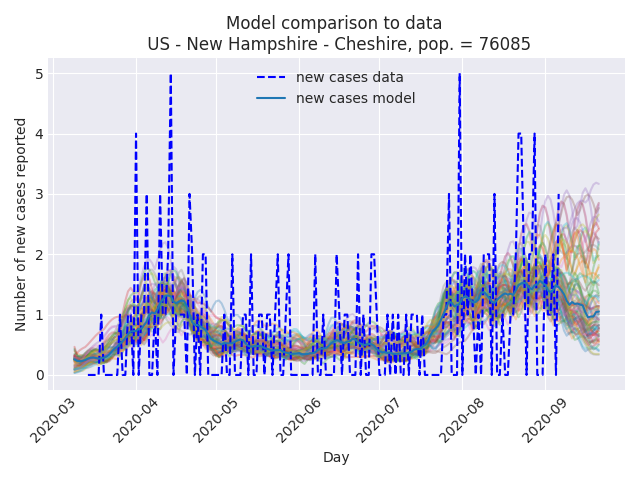 Model comparison to data
US - New Hampshire - Cheshire, pop. = 76085
new cases data
new cases model
Number of new cases reported
5
4
3
2
1
0
2020-03
2020-04
2020-05
2020-06
2020-07
2020-08
2020-09
Day